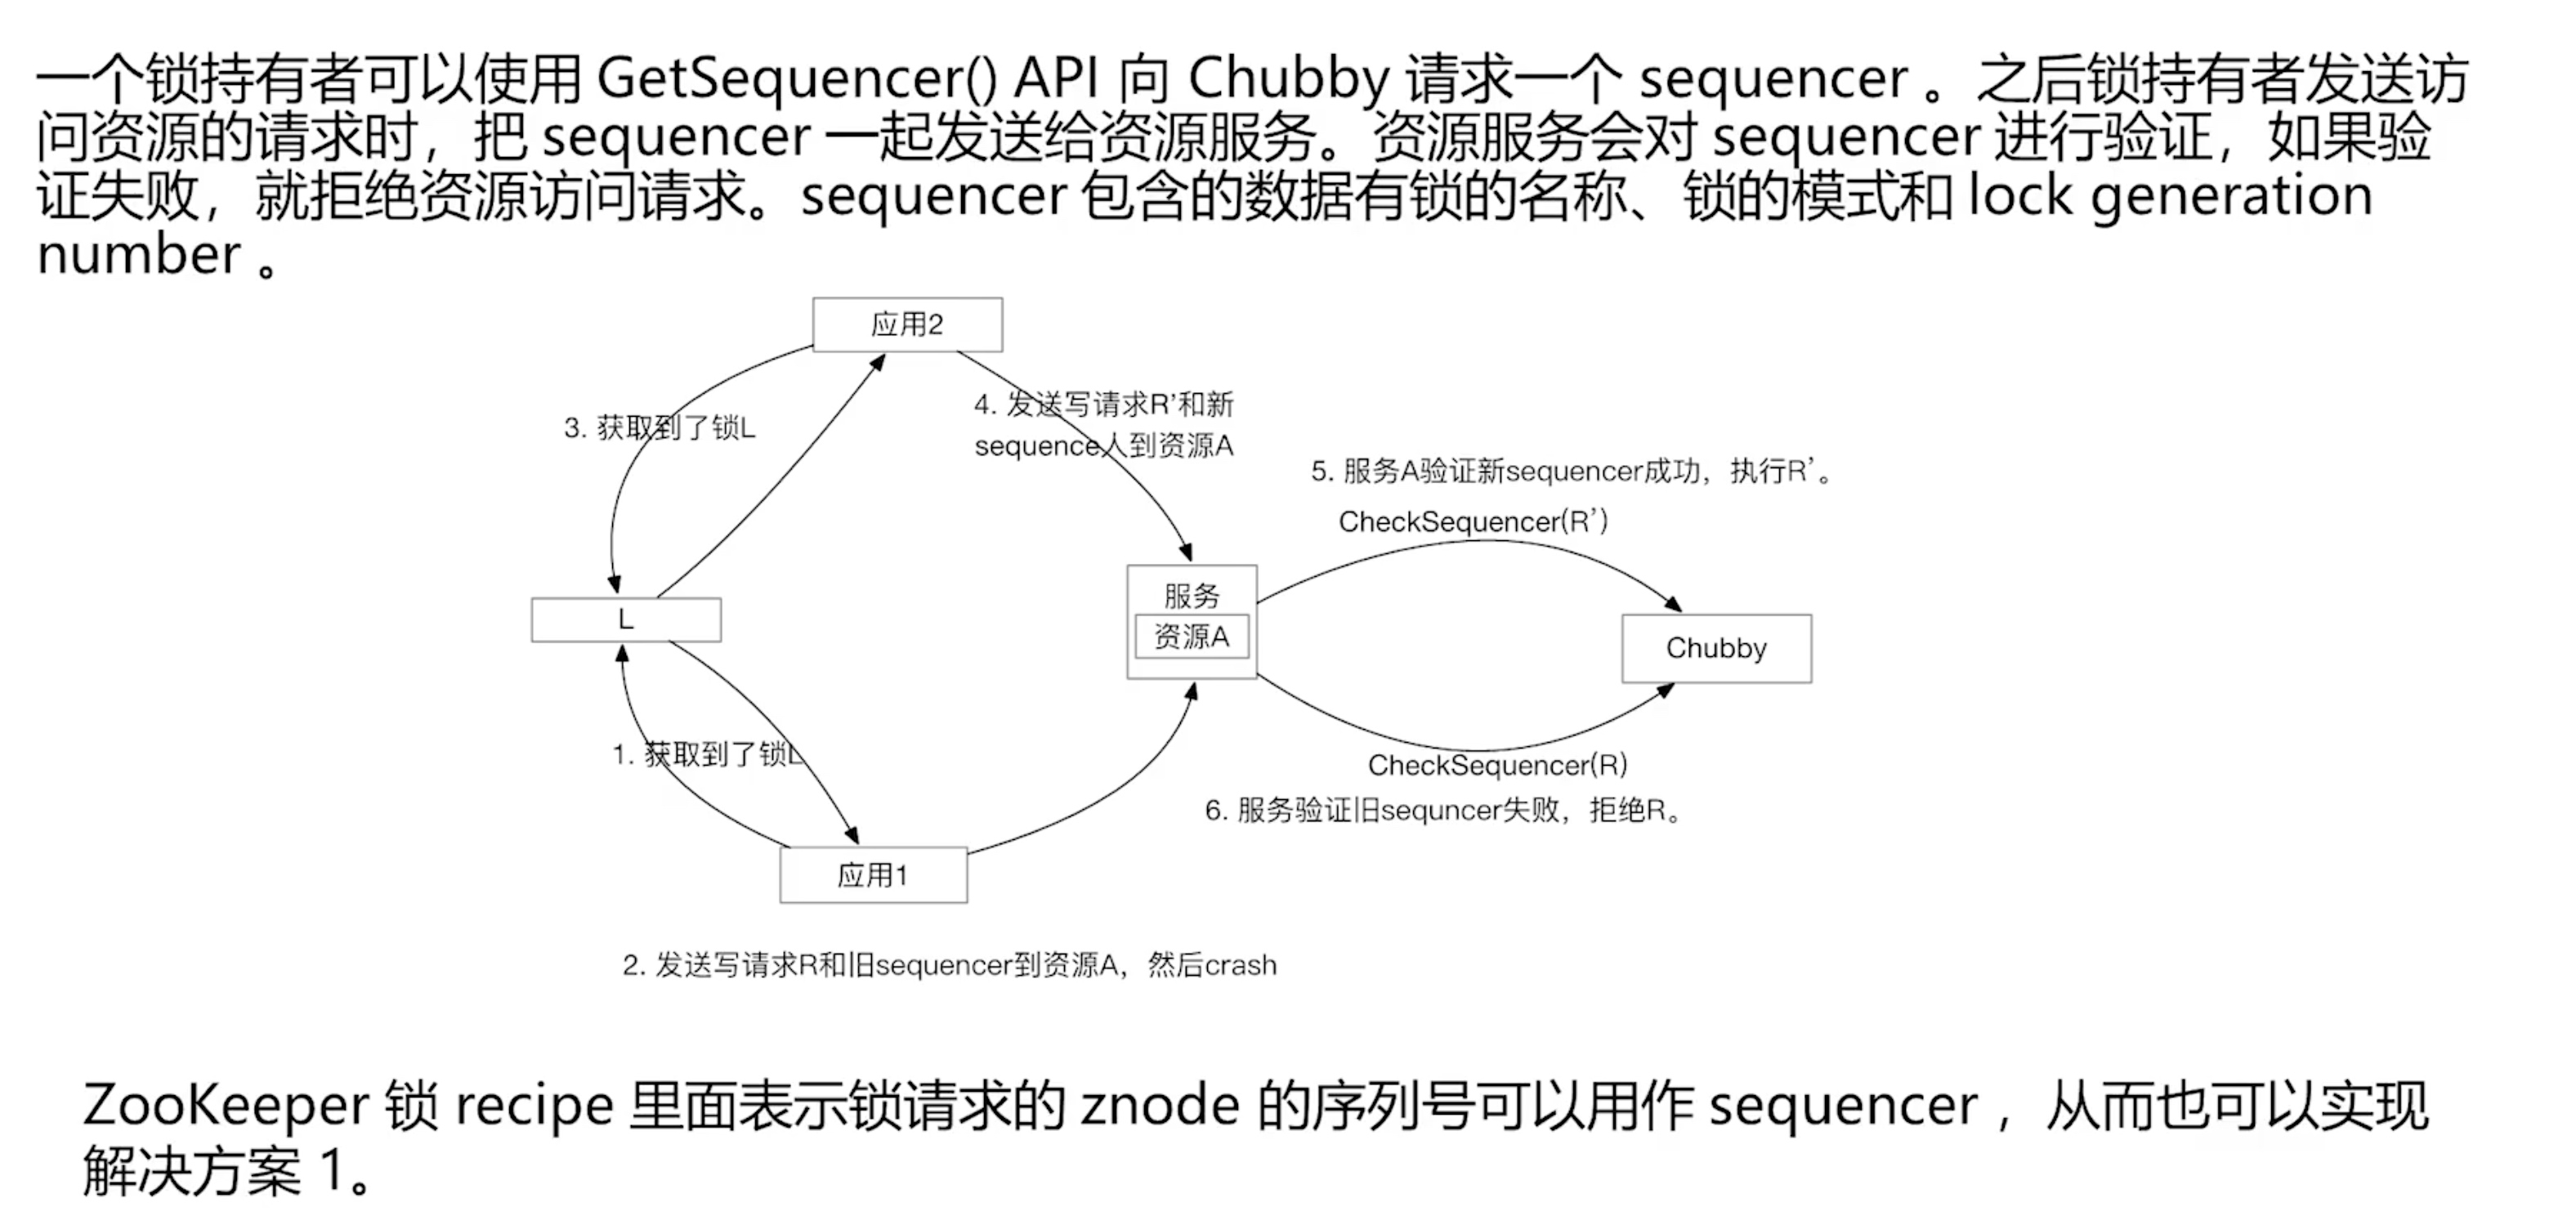 一个锁持有者可以使用 GetSequencer() API 向 Chubby 请求一个 sequencer 。之后锁持有者发送访
问资源的请求时，把 sequencer 一起发送给资源服务。资源服务会对 sequencer 进行验证，如果验
证失败，就拒绝资源访问请求。sequencer 包含的数据有锁的名称、锁的模式和 lock generation
number 。
应用2
3. 获取到了锁L
4. 发送写请求R’和新
sequence人到资源A
5. 服务A验证新sequencer成功，执行R’。
CheckSequencer(R’)
服务
L
资源A
Chubby
1. 获取到了锁L
CheckSequencer(R)
6. 服务验证旧sequncer失败，拒绝R。
应用1
2. 发送写请求R和旧sequencer到资源A，然后crash
ZooKeeper 锁 recipe 里面表示锁请求的 znode 的序列号可以用作 sequencer ，从而也可以实现
解决方案 1。